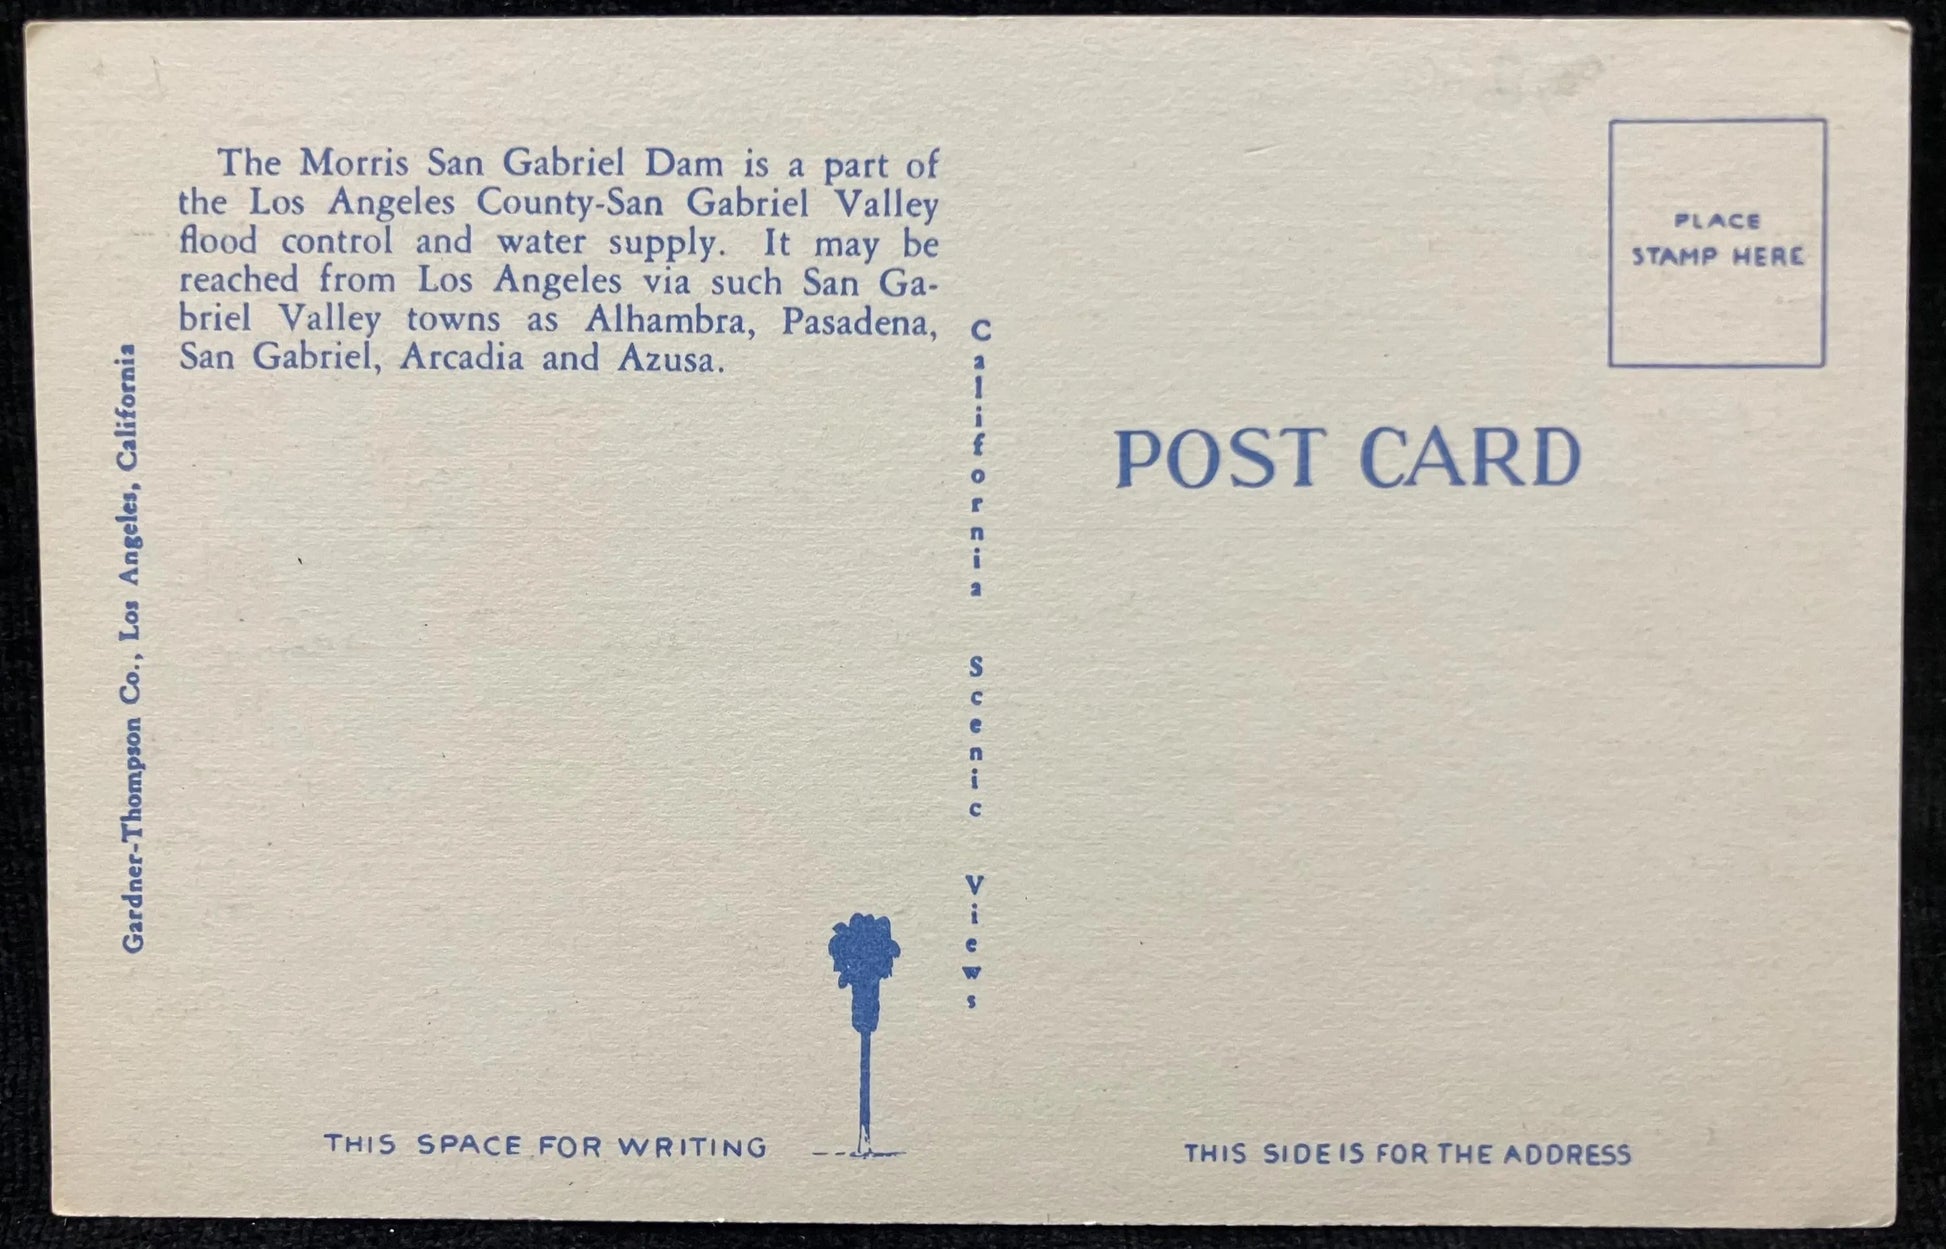 The Morris San Gabriel Dam is a part of
the Los Angeles County-San Gabriel Valley
flood control and water supply. It may be
reached from Los Angeles via such San Ga-
briel Valley towns as Alhambra, Pasadena,
San Gabriel, Arcadia and Azusa.
Gardner-Thompson Co., Los Angeles, California
California Scenic Views
PLACE
STAMP HERE
POST CARD
THIS SPACE FOR WRITING
THIS SIDE IS FOR THE ADDRESS